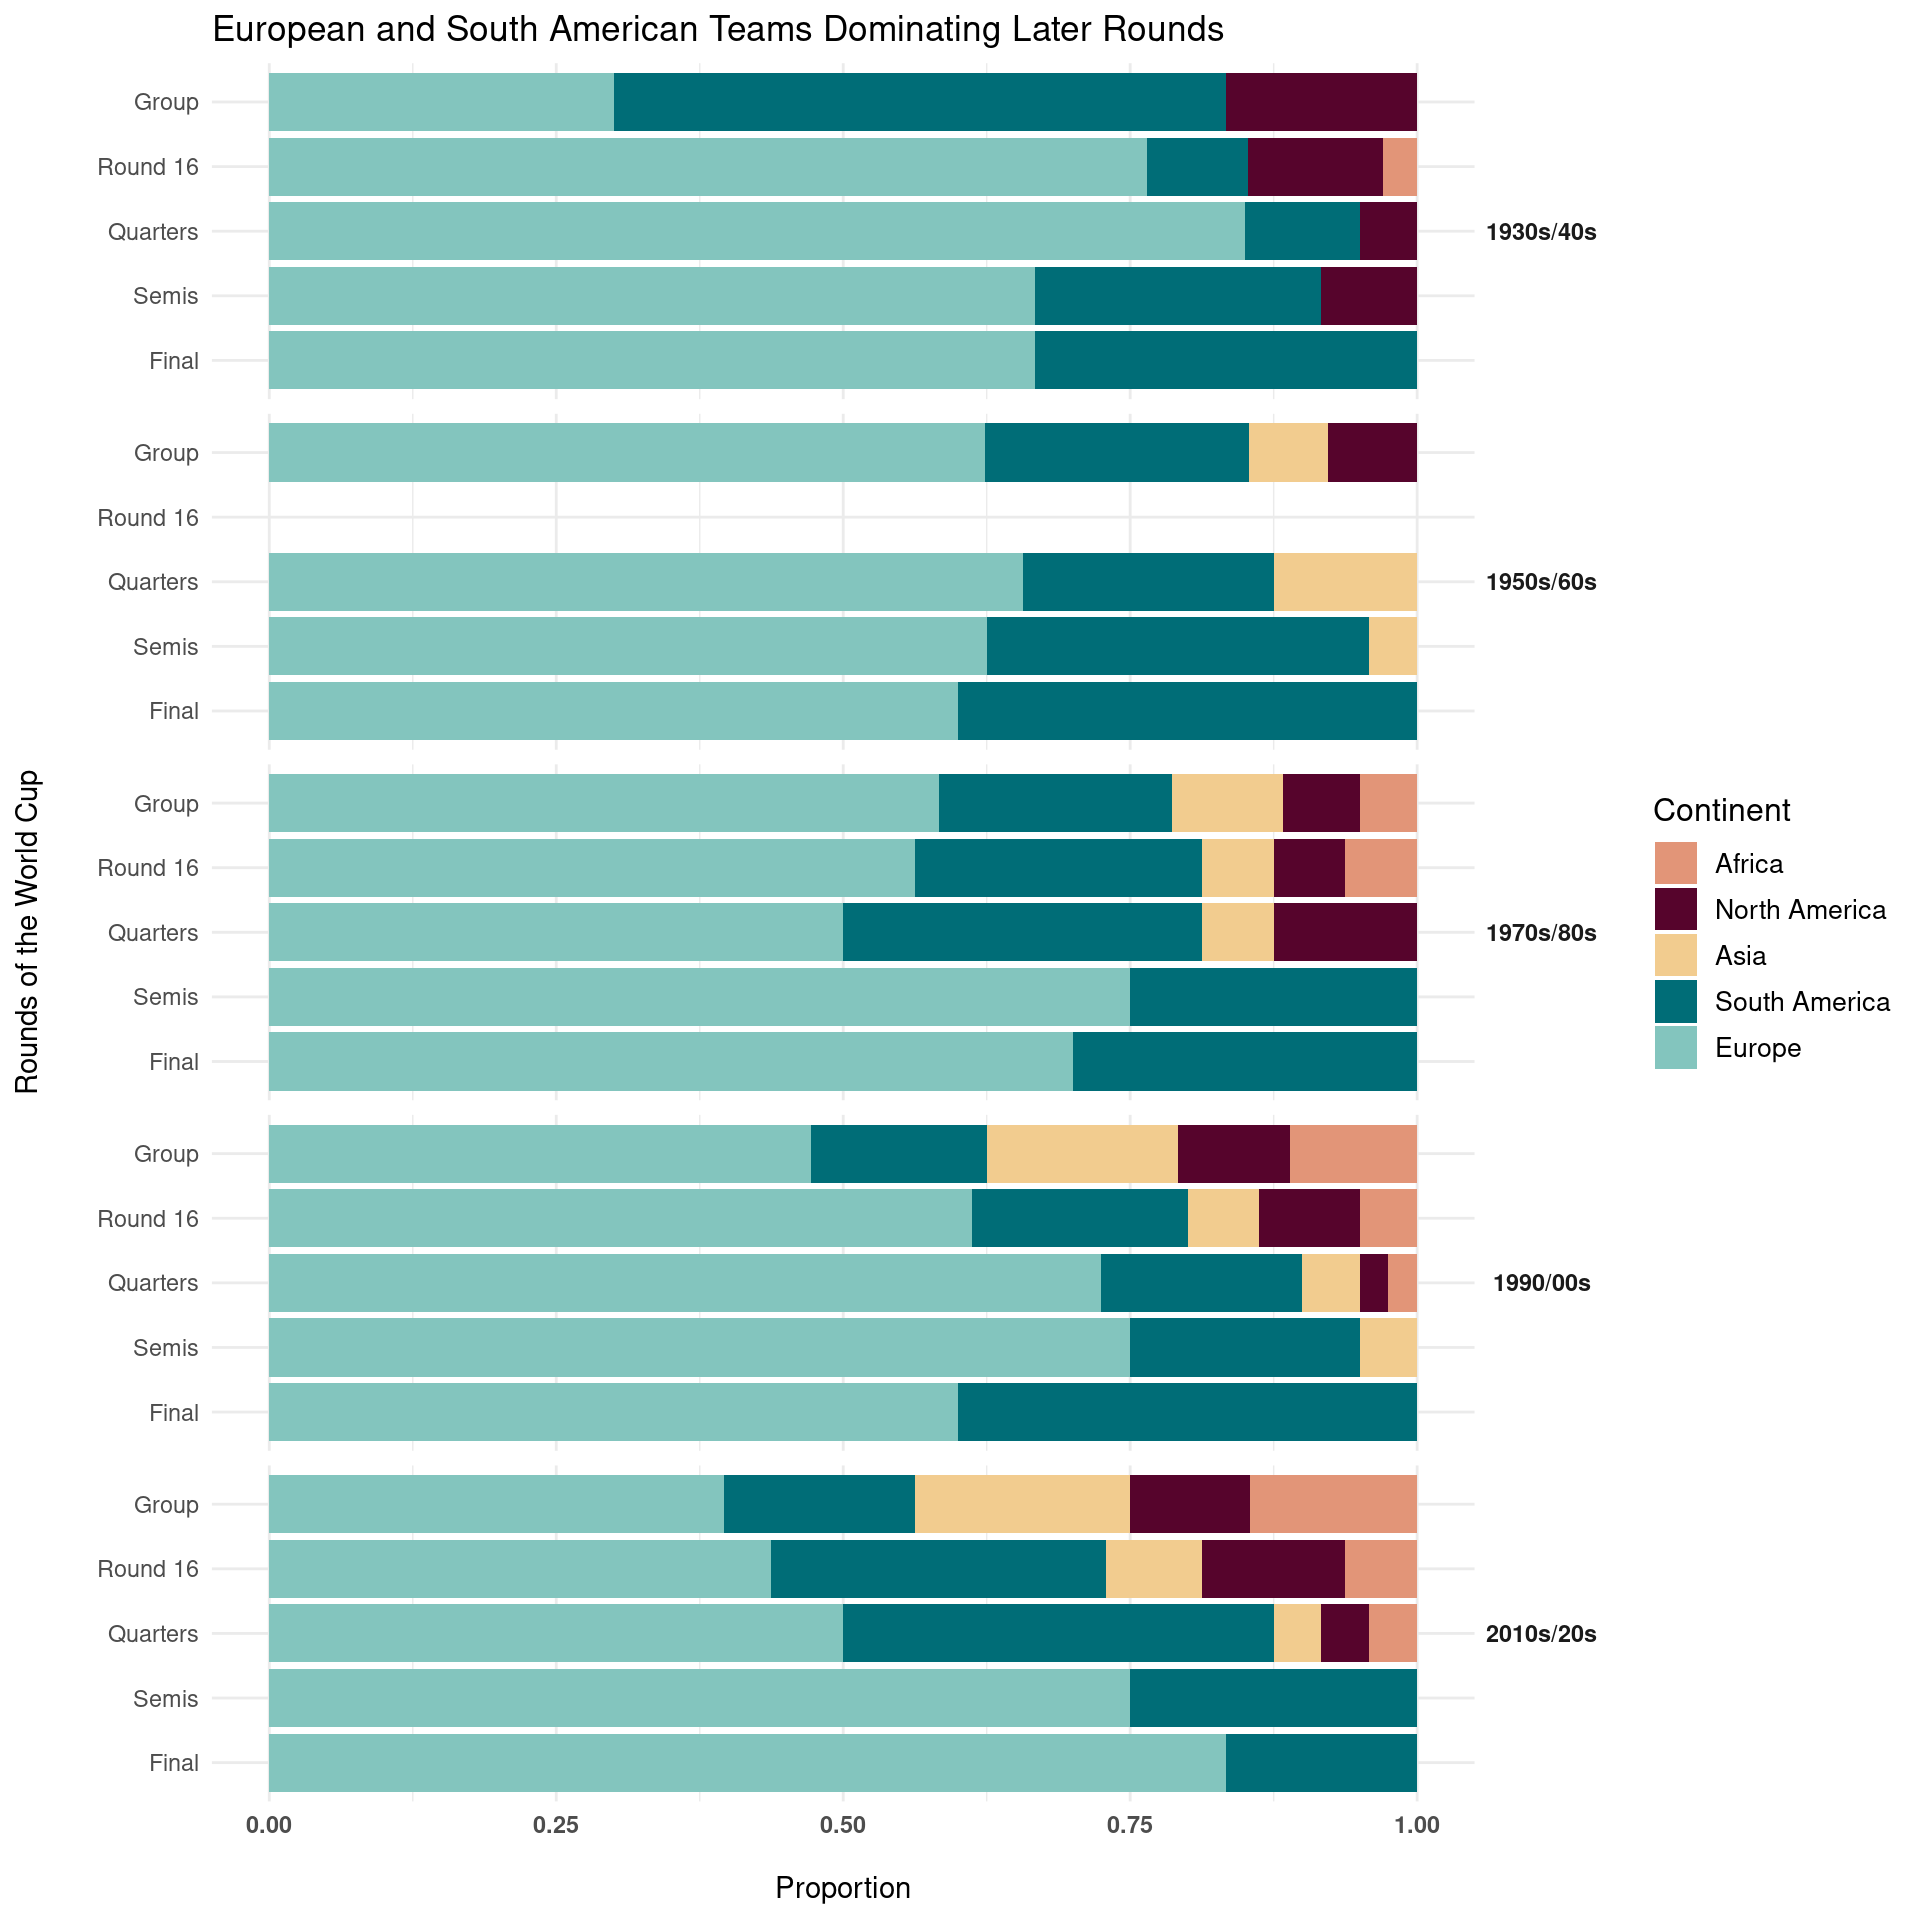 European and South American Teams Dominating Later Rounds
Group
Round 16
Quarters
Semis
Final
1930s/40s
Group
Round 16
Quarters
Semis
Final
1950s/60s
Group
Round 16
Quarters
Semis
Final
1970s/80s
Group
Round 16
Quarters
Semis
Final
1990/00s
Group
Round 16
Quarters
Semis
Final
2010s/20s
0.00 0.25 0.50 0.75 1.00
Proportion
Rounds of the World Cup
Continent
Africa
North America
Asia
South America
Europe